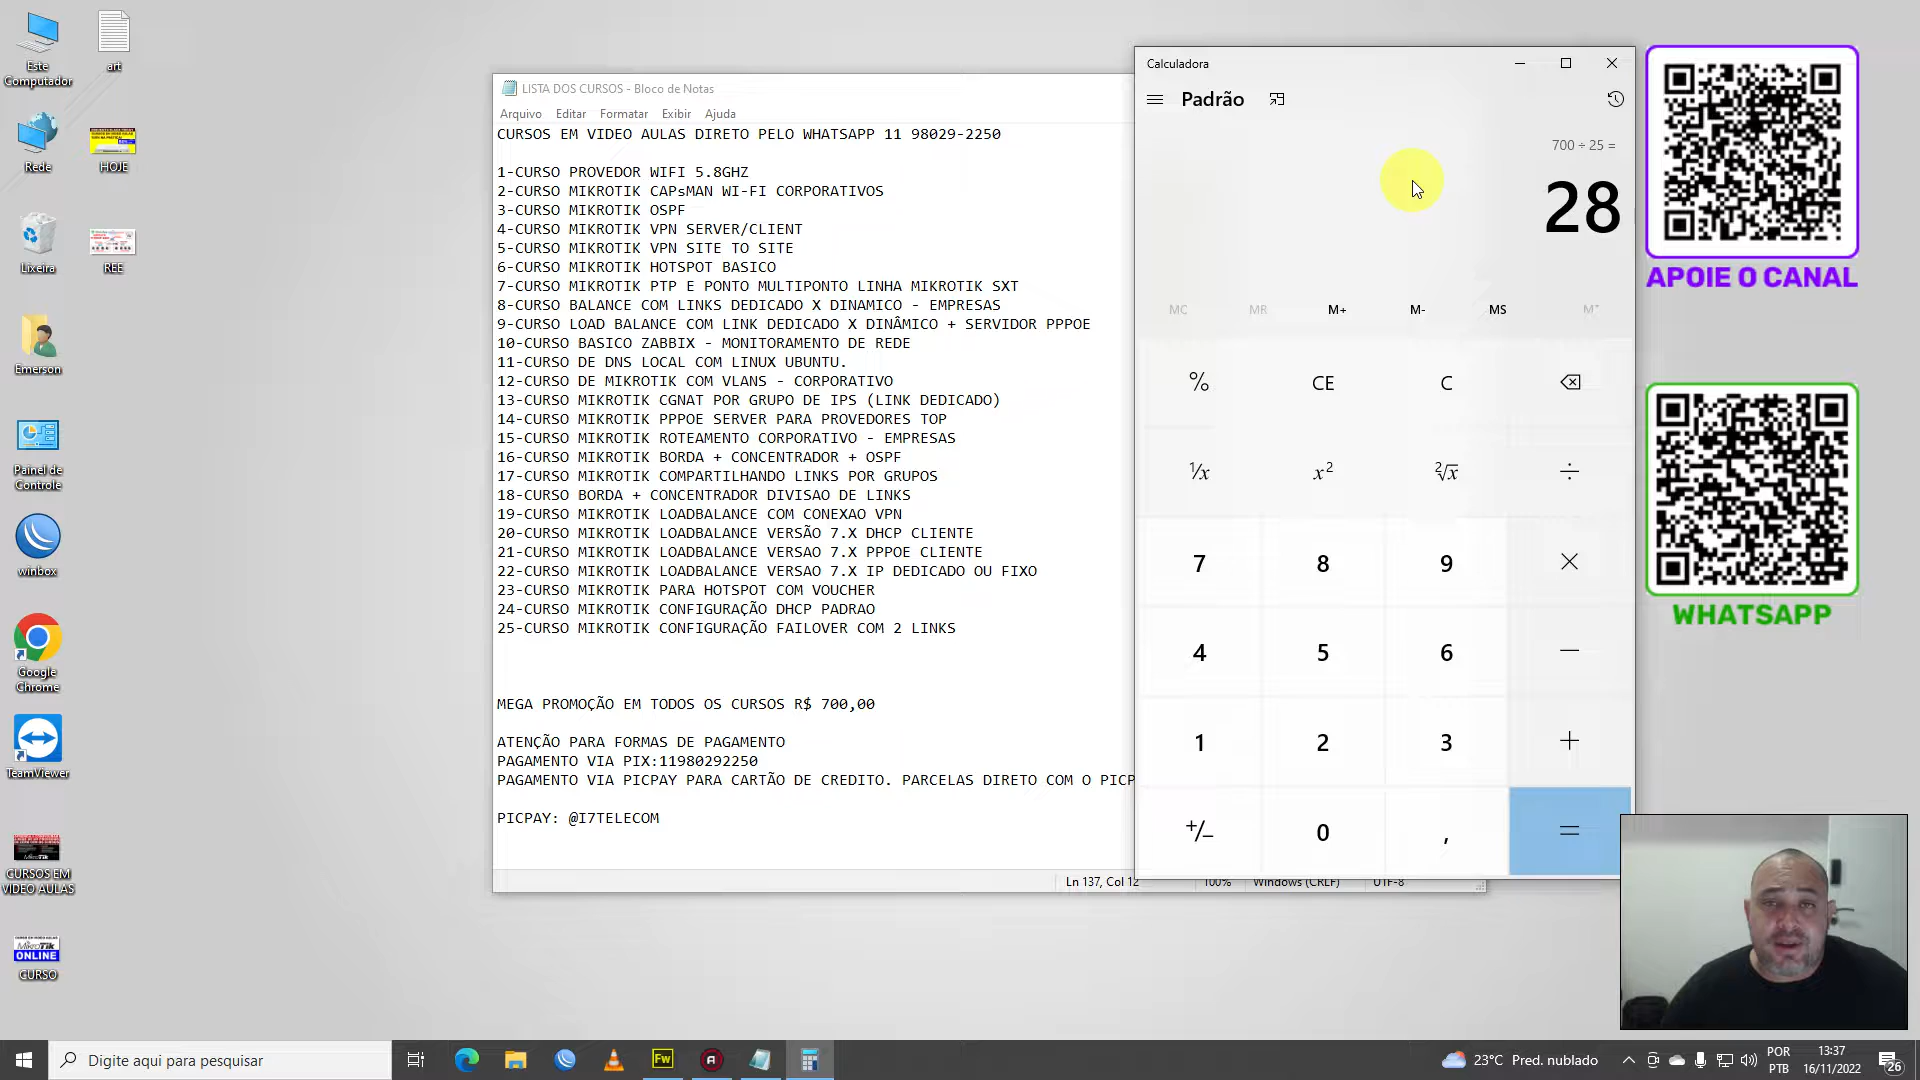 Este
Computador
art
Rede
HOJE
Lixeira
REE
Emerson
Painel de
Controle
winbox
Google
Chrome
TeamViewer
CURSOS EM
VIDEO AULAS
MikroTik
ONLINE
CURSO
LISTA DOS CURSOS - Bloco de Notas
Arquivo Editar Formatar Exibir Ajuda
CURSOS EM VIDEO AULAS DIRETO PELO WHATSAPP 11 98029-2250
1-CURSO PROVEDOR WIFI 5.8GHZ
2-CURSO MIKROTIK CAPsMAN WI-FI CORPORATIVOS
3-CURSO MIKROTIK OSPF
4-CURSO MIKROTIK VPN SERVER/CLIENT
5-CURSO MIKROTIK VPN SITE TO SITE
6-CURSO MIKROTIK HOTSPOT BASICO
7-CURSO MIKROTIK PTP E PONTO MULTIPONTO LINHA MIKROTIK SXT
8-CURSO BALANCE COM LINKS DEDICADO X DINAMICO - EMPRESAS
9-CURSO LOAD BALANCE COM LINK DEDICADO X DINÂMICO + SERVIDOR PPPOE
10-CURSO BASICO ZABBIX - MONITORAMENTO DE REDE
11-CURSO DE DNS LOCAL COM LINUX UBUNTU.
12-CURSO DE MIKROTIK COM VLANS - CORPORATIVO
13-CURSO MIKROTIK CGNAT POR GRUPO DE IPS (LINK DEDICADO)
14-CURSO MIKROTIK PPPOE SERVER PARA PROVEDORES TOP
15-CURSO MIKROTIK ROTEAMENTO CORPORATIVO - EMPRESAS
16-CURSO MIKROTIK BORDA + CONCENTRADOR + OSPF
17-CURSO MIKROTIK COMPARTILHANDO LINKS POR GRUPOS
18-CURSO BORDA + CONCENTRADOR DIVISAO DE LINKS
19-CURSO MIKROTIK LOADBALANCE COM CONEXAO VPN
20-CURSO MIKROTIK LOADBALANCE VERSÃO 7.X DHCP CLIENTE
21-CURSO MIKROTIK LOADBALANCE VERSAO 7.X PPPOE CLIENTE
22-CURSO MIKROTIK LOADBALANCE VERSAO 7.X IP DEDICADO OU FIXO
23-CURSO MIKROTIK PARA HOTSPOT COM VOUCHER
24-CURSO MIKROTIK CONFIGURAÇÃO DHCP PADRAO
25-CURSO MIKROTIK CONFIGURAÇÃO FAILOVER COM 2 LINKS
MEGA PROMOÇÃO EM TODOS OS CURSOS R$ 700,00
ATENÇÃO PARA FORMAS DE PAGAMENTO
PAGAMENTO VIA PIX:11980292250
PAGAMENTO VIA PICPAY PARA CARTÃO DE CREDITO. PARCELAS DIRETO COM O PICP
PICPAY: @I7TELECOM
Ln 137, Col 12 100% Windows (CRLF) UTF-8
Calculadora
Padrão
700 ÷ 25 =
28
MC MR M+ M- MS M˅
% CE C
¹/x x² ²√x ÷
7 8 9 ×
4 5 6 −
1 2 3 +
+/− 0 , =
APOIE O CANAL
WHATSAPP
Digite aqui para pesquisar
Fw
23°C Pred. nublado
POR
PTB
13:37
16/11/2022
26